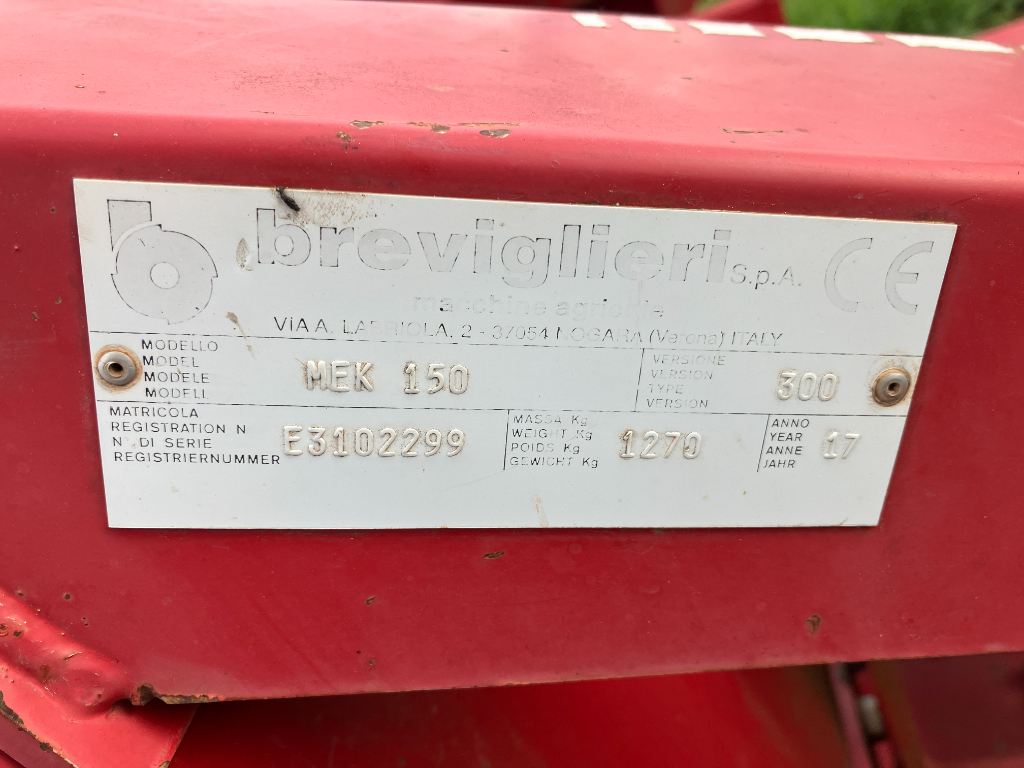 breviglieri S.p.A. CE
macchine agricole
VIA A. LABRIOLA, 2 - 37054 NOGARA (Verona) ITALY
MODELLO
MODEL
MODELE
MODELL
MEK 150
VERSIONE
VERSION
TYPE
VERSION
300
MATRICOLA
REGISTRATION N
N° DI SERIE
REGISTRIERNUMMER
E3102299
MASSA Kg
WEIGHT Kg
POIDS Kg
GEWICHT Kg
1270
ANNO
YEAR
ANNE
JAHR
17